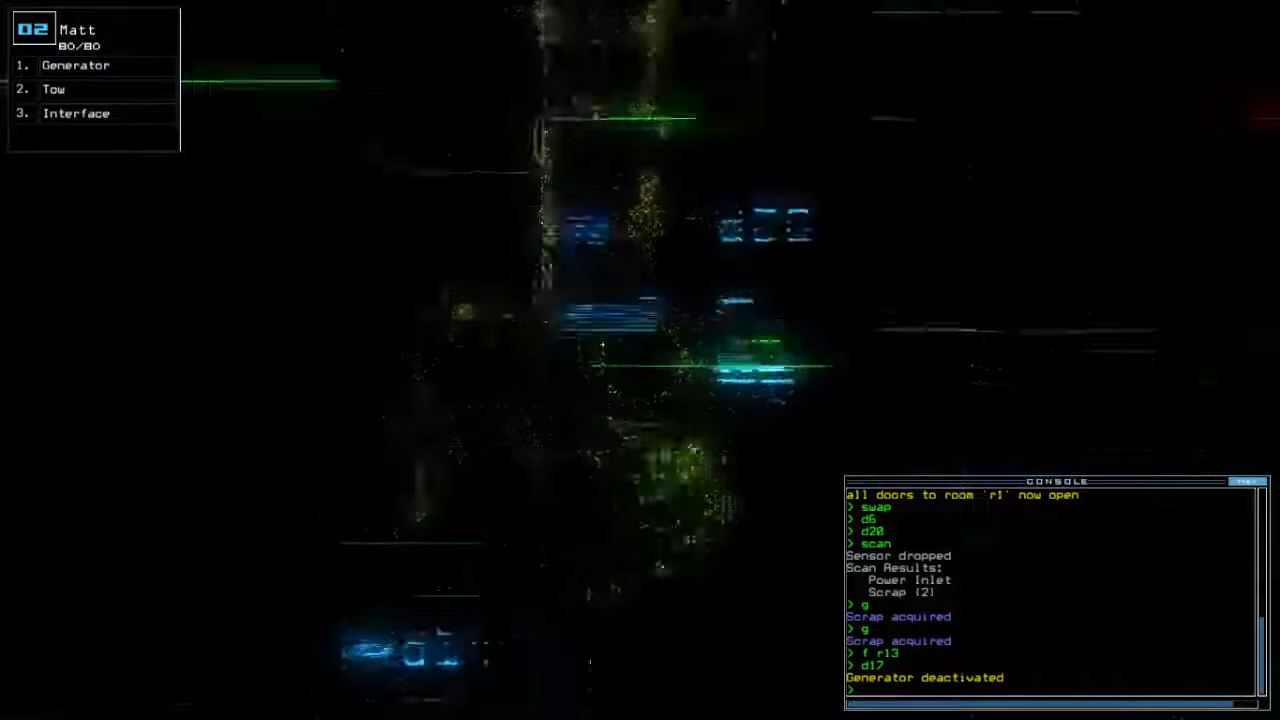 02 Matt
80/80
1. Generator
2. Tow
3. Interface
CONSOLE
all doors to room 'r1' now open
> swap
> d6
> d20
> scan
Sensor dropped
Scan Results:
Power Inlet
Scrap (2)
> g
Scrap acquired
> g
Scrap acquired
> f r13
> d17
Generator deactivated
>